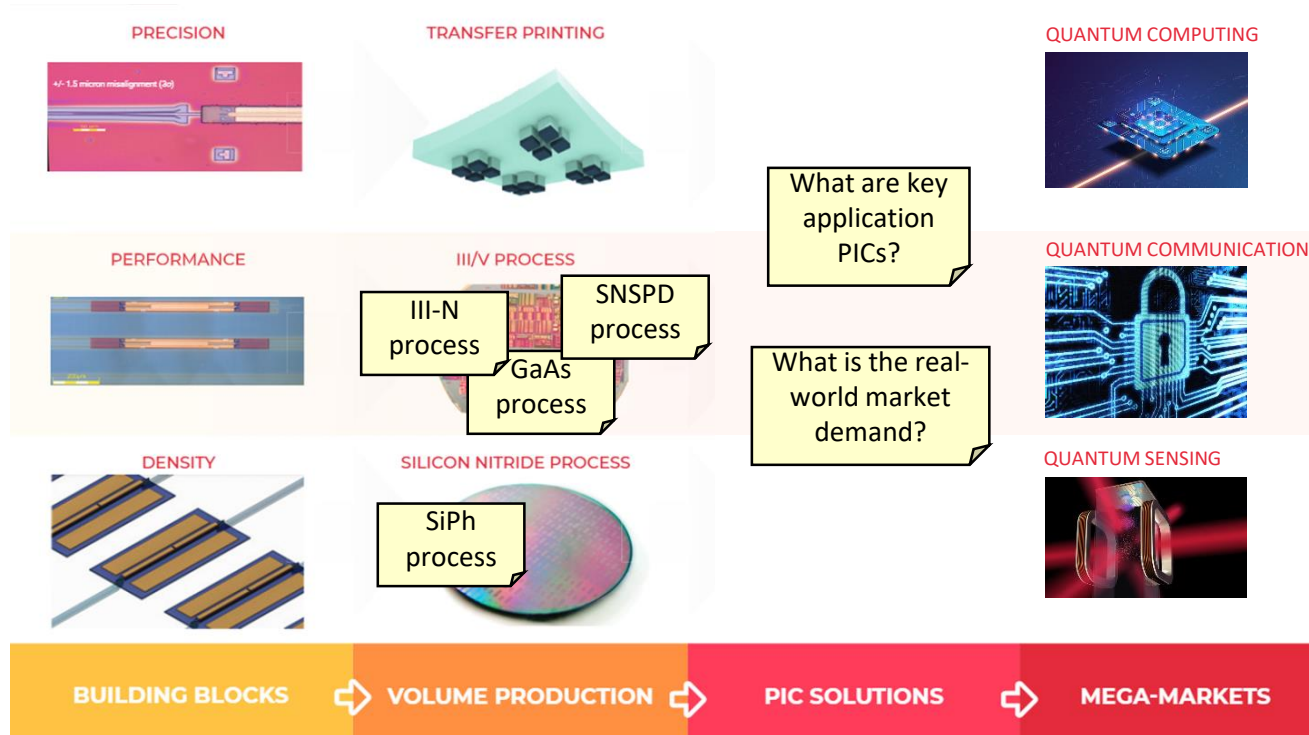 PRECISION
TRANSFER PRINTING
QUANTUM COMPUTING
+/- 1.5 micron misalignment (3σ)
What are key
application
PICs?
PERFORMANCE
III/V PROCESS
QUANTUM COMMUNICATION
III-N
process
SNSPD
process
GaAs
process
What is the real-
world market
demand?
DENSITY
SILICON NITRIDE PROCESS
QUANTUM SENSING
SiPh
process
BUILDING BLOCKS
VOLUME PRODUCTION
PIC SOLUTIONS
MEGA-MARKETS